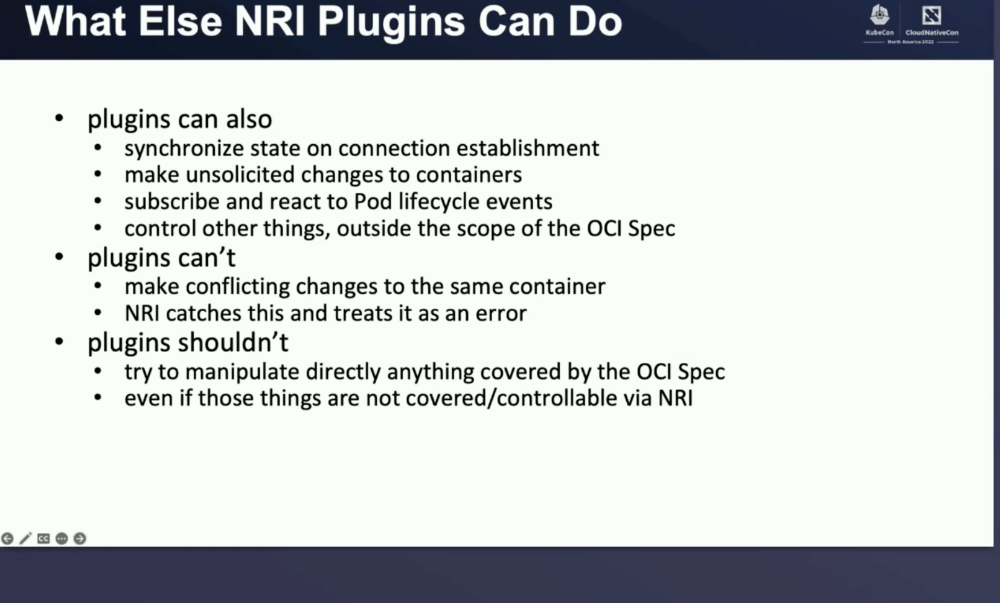 What Else NRI Plugins Can Do
KubeCon
CloudNativeCon
North America 2022
• plugins can also
• synchronize state on connection establishment
• make unsolicited changes to containers
• subscribe and react to Pod lifecycle events
• control other things, outside the scope of the OCI Spec
• plugins can’t
• make conflicting changes to the same container
• NRI catches this and treats it as an error
• plugins shouldn’t
• try to manipulate directly anything covered by the OCI Spec
• even if those things are not covered/controllable via NRI
CC